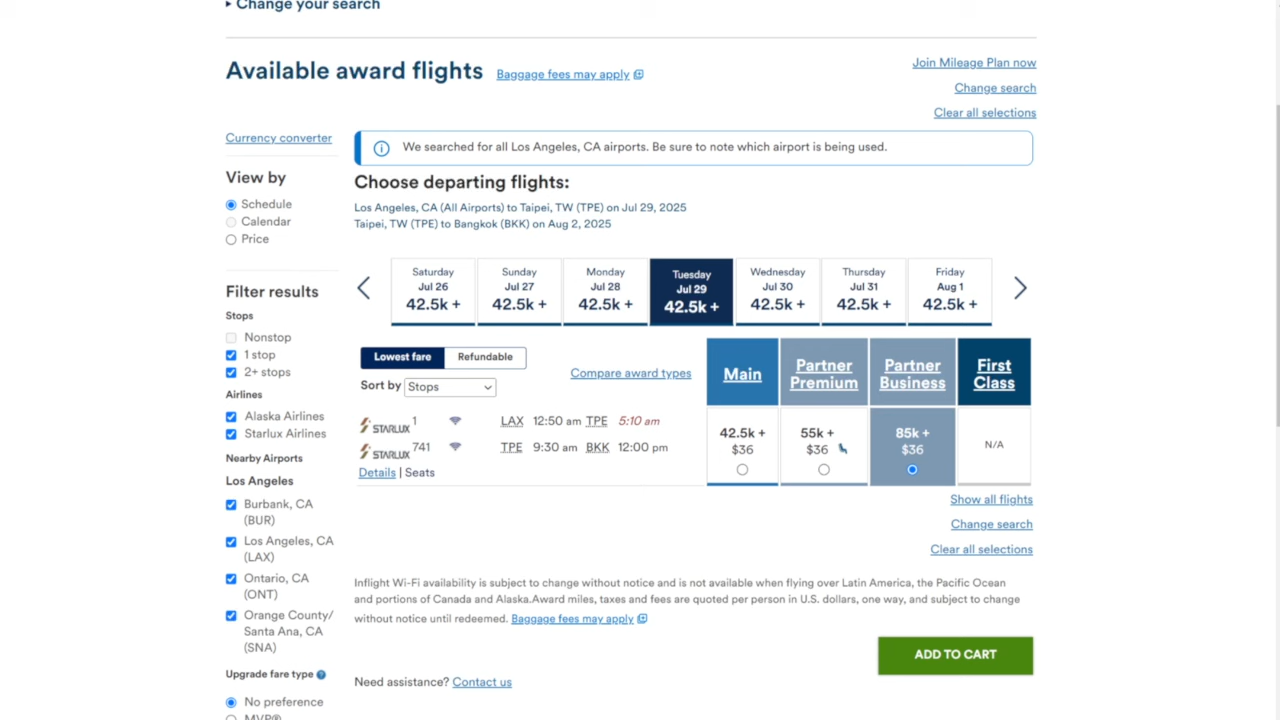 Change your search
Available award flights
Baggage fees may apply
Join Mileage Plan now
Change search
Clear all selections
Currency converter
View by
Schedule
Calendar
Price
Filter results
Stops
Nonstop
1 stop
2+ stops
Airlines
Alaska Airlines
Starlux Airlines
Nearby Airports
Los Angeles
Burbank, CA
(BUR)
Los Angeles, CA
(LAX)
Ontario, CA
(ONT)
Orange County/
Santa Ana, CA
(SNA)
Upgrade fare type
No preference
MVP®
We searched for all Los Angeles, CA airports. Be sure to note which airport is being used.
Choose departing flights:
Los Angeles, CA (All Airports) to Taipei, TW (TPE) on Jul 29, 2025
Taipei, TW (TPE) to Bangkok (BKK) on Aug 2, 2025
Saturday
Jul 26
42.5k +
Sunday
Jul 27
42.5k +
Monday
Jul 28
42.5k +
Tuesday
Jul 29
42.5k +
Wednesday
Jul 30
42.5k +
Thursday
Jul 31
42.5k +
Friday
Aug 1
42.5k +
Lowest fare Refundable
Compare award types
Sort by Stops
Main
Partner
Premium
Partner
Business
First
Class
STARLUX 1 LAX 12:50 am TPE 5:10 am
STARLUX 741 TPE 9:30 am BKK 12:00 pm
Details | Seats
42.5k +
$36
55k +
$36
85k +
$36
N/A
Show all flights
Change search
Clear all selections
Inflight Wi-Fi availability is subject to change without notice and is not available when flying over Latin America, the Pacific Ocean
and portions of Canada and Alaska.Award miles, taxes and fees are quoted per person in U.S. dollars, one way, and subject to change
without notice until redeemed. Baggage fees may apply
ADD TO CART
Need assistance? Contact us